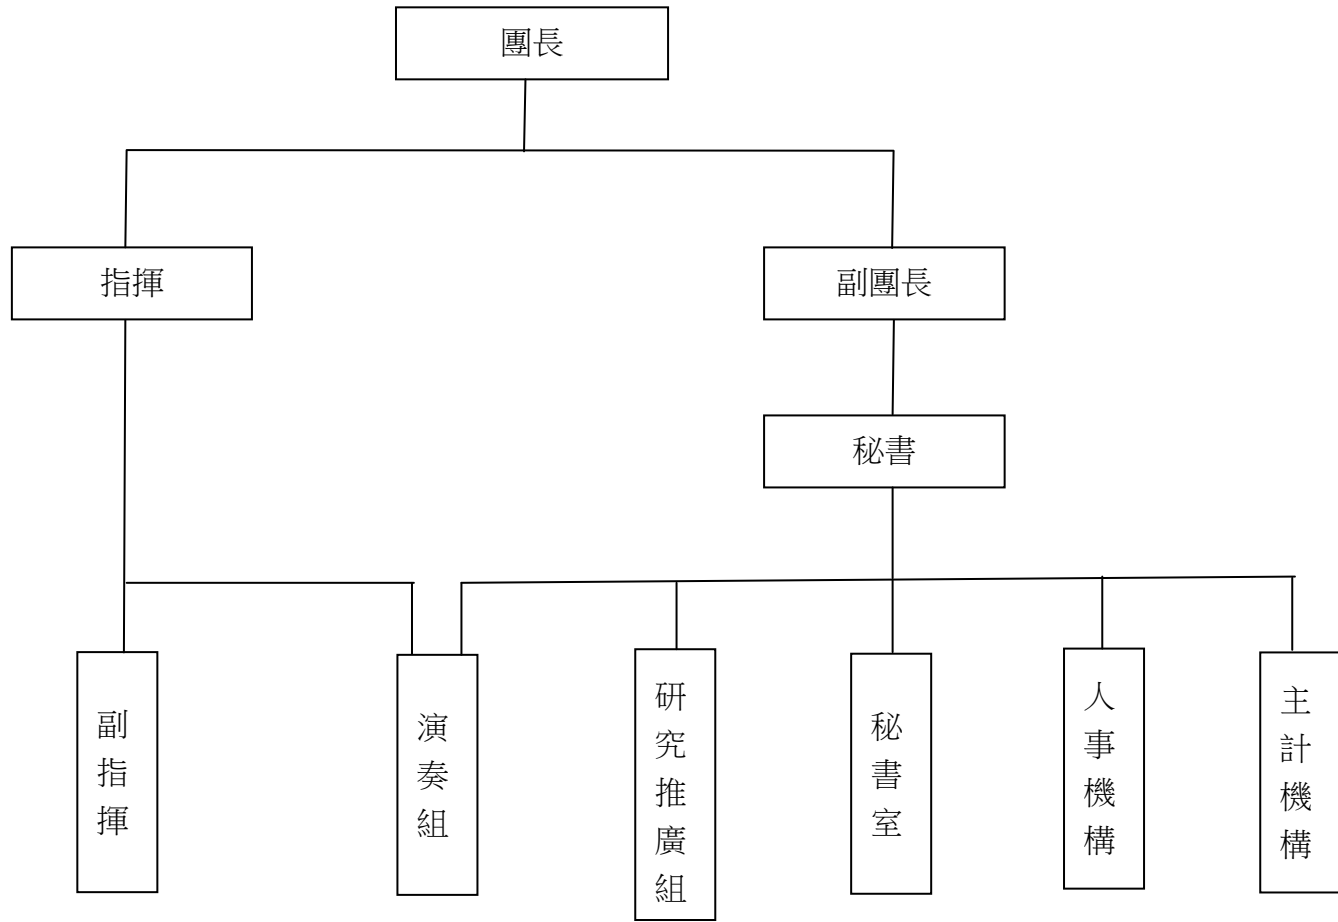 團長
指揮
副團長
秘書
副指揮
演奏組
研究推廣組
秘書室
人事機構
主計機構